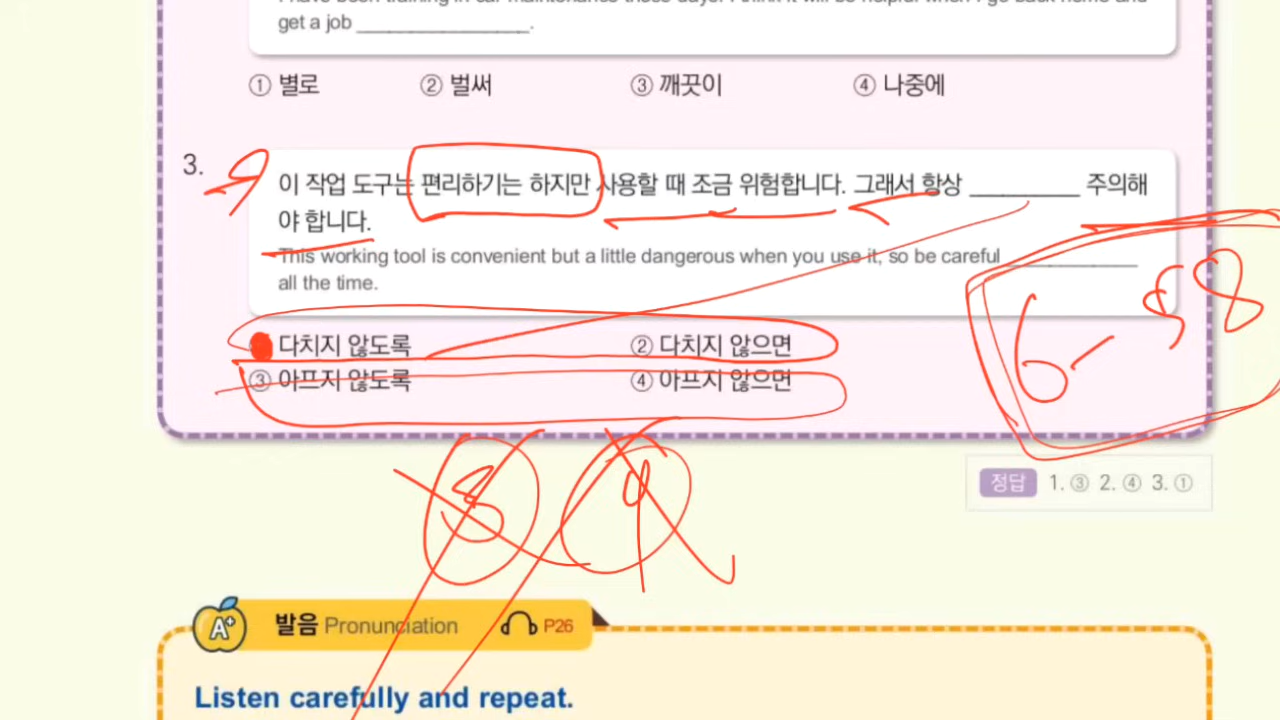 get a job _______________.
① 별로 ② 벌써 ③ 깨끗이 ④ 나중에
3.
이 작업 도구는 편리하기는 하지만 사용할 때 조금 위험합니다. 그래서 항상 _________ 주의해
야 합니다.
This working tool is convenient but a little dangerous when you use it, so be careful ____________
all the time.
다치지 않도록 ② 다치지 않으면
③ 아프지 않도록 ④ 아프지 않으면
정답 1. ③ 2. ④ 3. ①
A+ 발음 Pronunciation P26
Listen carefully and repeat.